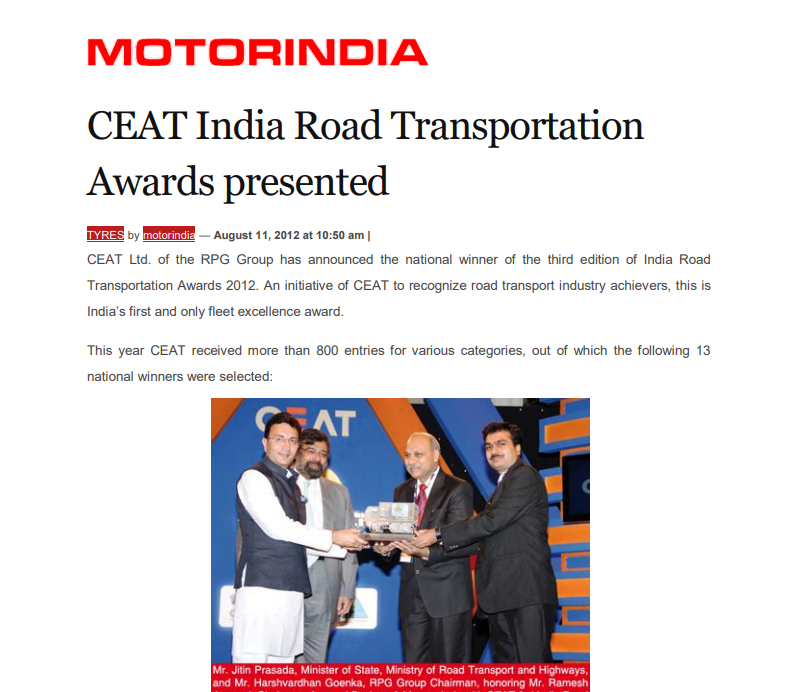 MOTORINDIA
CEAT India Road Transportation
Awards presented
TYRES by motorindia — August 11, 2012 at 10:50 am |
CEAT Ltd. of the RPG Group has announced the national winner of the third edition of India Road
Transportation Awards 2012. An initiative of CEAT to recognize road transport industry achievers, this is
India's first and only fleet excellence award.
This year CEAT received more than 800 entries for various categories, out of which the following 13
national winners were selected:
CEAT
Mr. Jitin Prasada, Minister of State, Ministry of Road Transport and Highways,
and Mr. Harshvardhan Goenka, RPG Group Chairman, honoring Mr. Ramesh